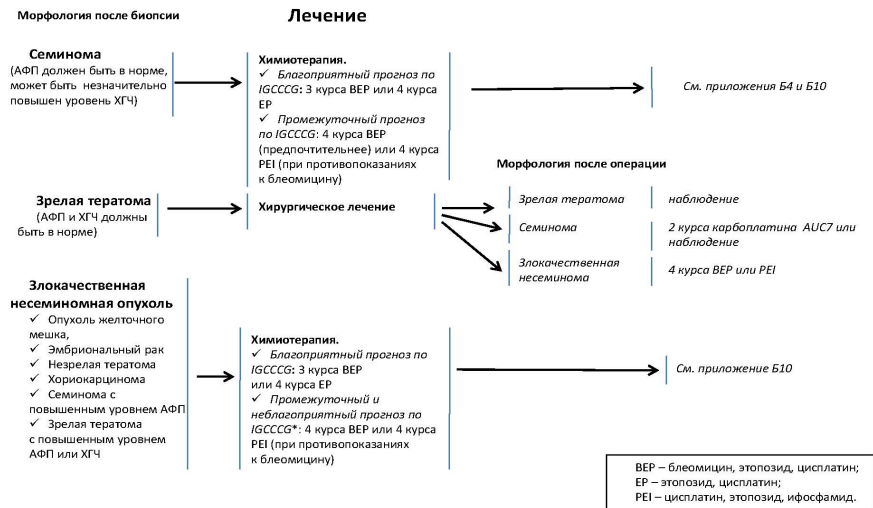 Морфология после биопсии
Лечение
Семинома
(АФП должен быть в норме,
может быть незначительно
повышен уровень ХГЧ)
Химиотерапия.
✓ Благоприятный прогноз по
IGCCCG: 3 курса BEP или 4 курса
EP
✓ Промежуточный прогноз
по IGCCCG: 4 курса BEP
(предпочтительнее) или 4 курса
PEI (при противопоказаниях
к блеомицину)
См. приложения Б4 и Б10
Морфология после операции
Зрелая тератома
(АФП и ХГЧ должны
быть в норме)
Хирургическое лечение
Зрелая тератома
наблюдение
Семинома
2 курса карбоплатина AUC7 или
наблюдение
Злокачественная
несеминома
4 курса BEP или PEI
Злокачественная
несеминомная опухоль
✓ Опухоль желточного
мешка,
✓ Эмбриональный рак
✓ Незрелая тератома
✓ Хориокарцинома
✓ Семинома с
повышенным уровнем АФП
✓ Зрелая тератома
с повышенным уровнем
АФП или ХГЧ
Химиотерапия.
✓ Благоприятный прогноз по
IGCCCG: 3 курса BEP
или 4 курса EP
✓ Промежуточный и
неблагоприятный прогноз по
IGCCCG*: 4 курса BEP или 4 курса
PEI (при противопоказаниях
к блеомицину)
См. приложение Б10
BEP – блеомицин, этопозид, цисплатин;
EP – этопозид, цисплатин;
PEI – цисплатин, этопозид, ифосфамид.